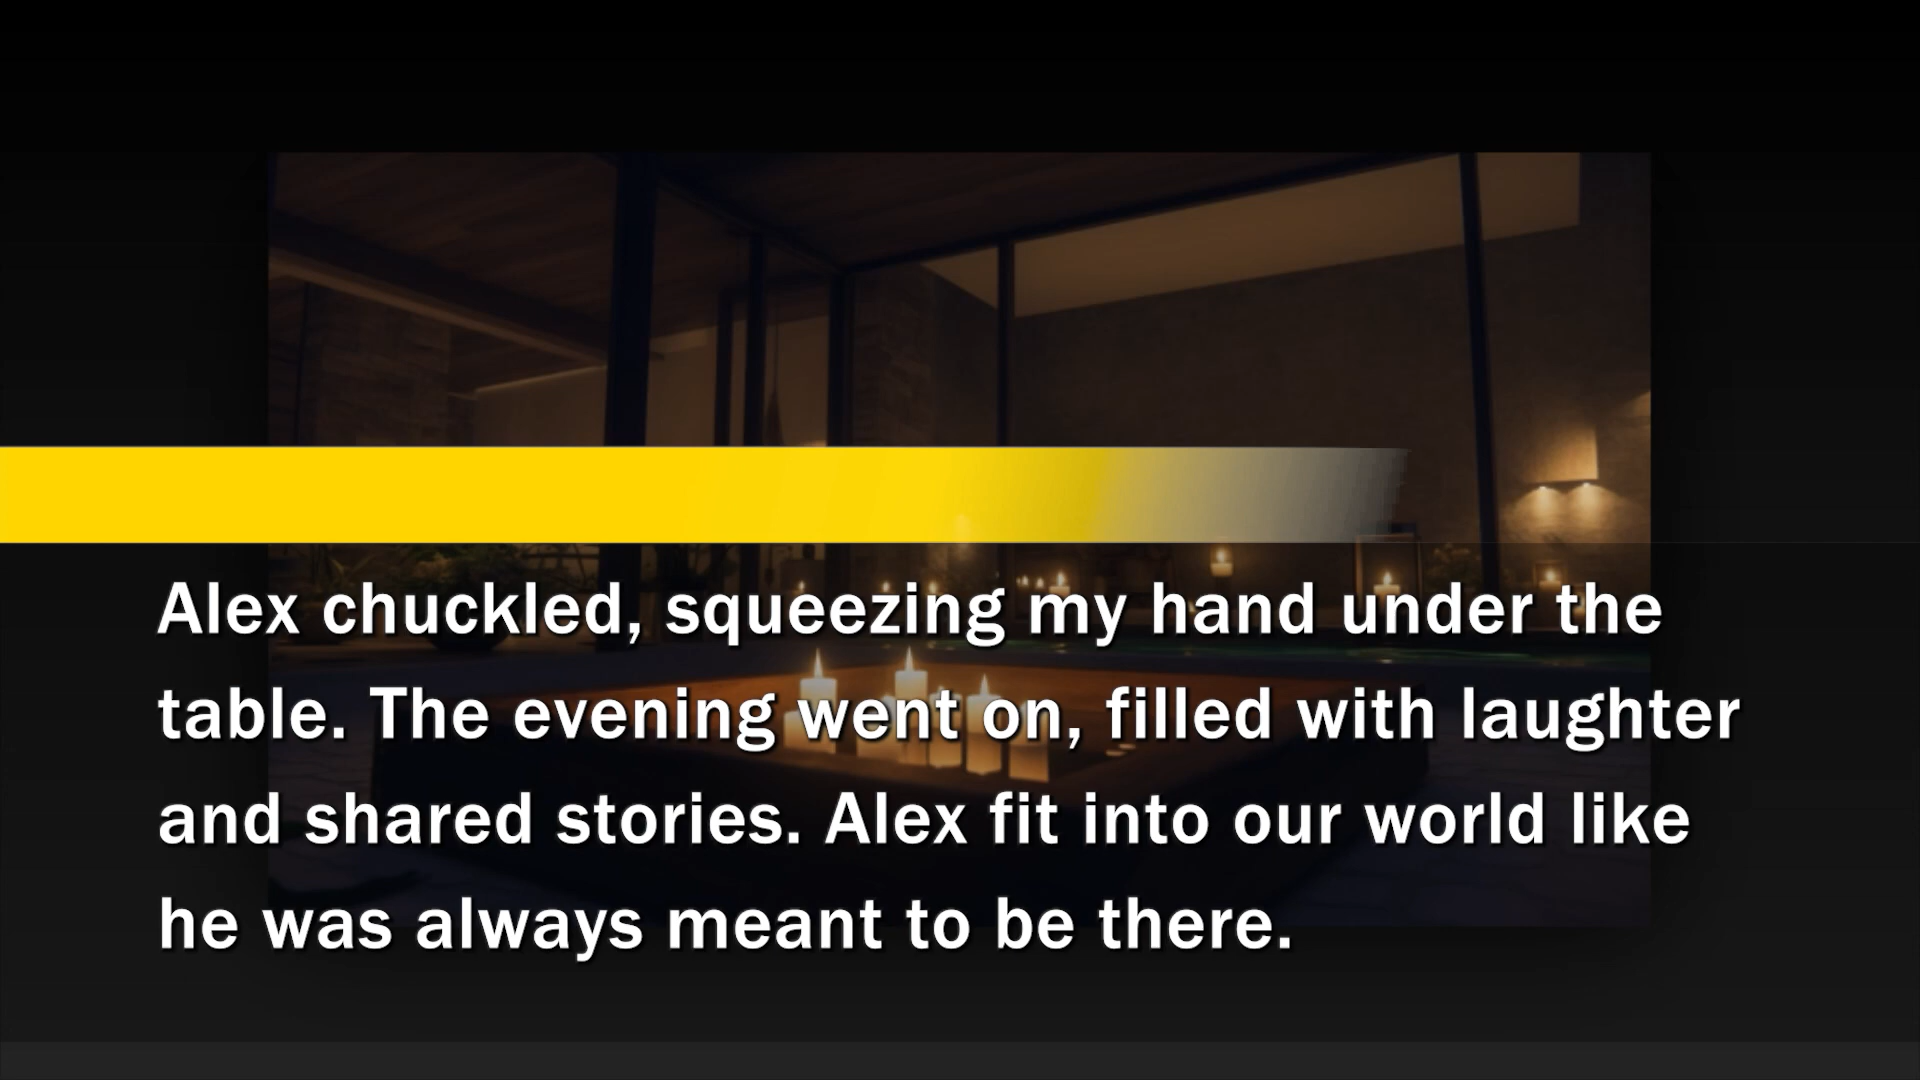 Alex chuckled, squeezing my hand under the
table. The evening went on, filled with laughter
and shared stories. Alex fit into our world like
he was always meant to be there.